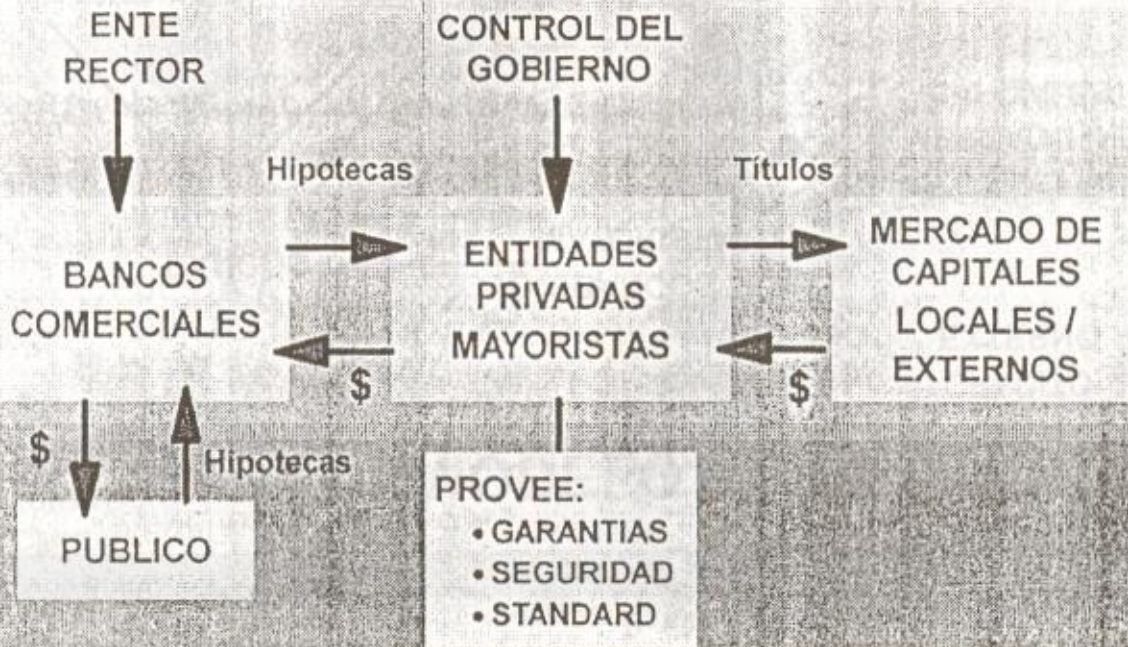 ENTE
RECTOR
CONTROL DEL
GOBIERNO
Hipotecas
Títulos
BANCOS
COMERCIALES
ENTIDADES
PRIVADAS
MAYORISTAS
MERCADO DE
CAPITALES
LOCALES /
EXTERNOS
$
$
$
Hipotecas
PUBLICO
PROVEE:
• GARANTIAS
• SEGURIDAD
• STANDARD